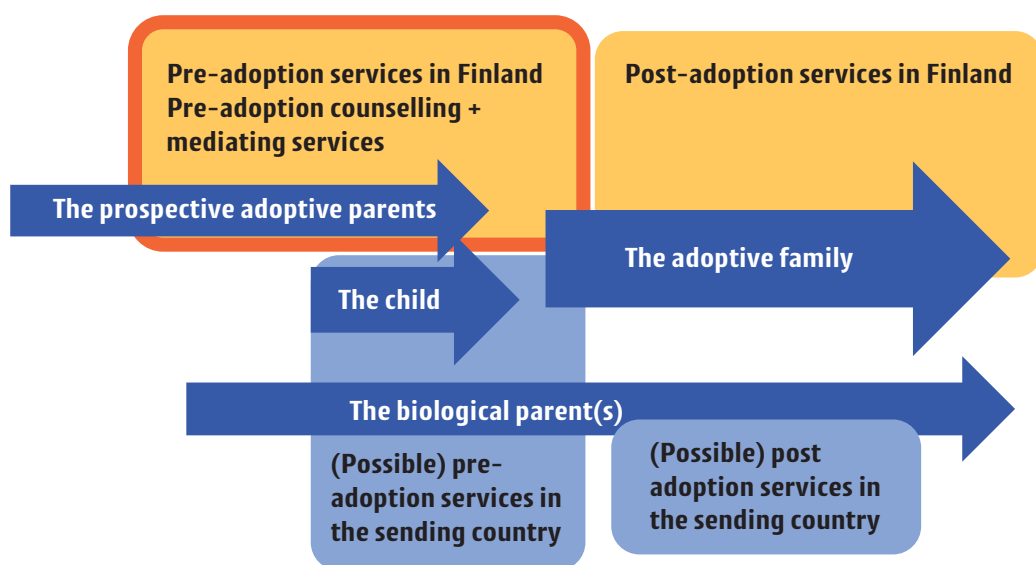 Pre-adoption services in Finland
Pre-adoption counselling +
mediating services
Post-adoption services in Finland
The prospective adoptive parents
The adoptive family
The child
The biological parent(s)
(Possible) pre-
adoption services in
the sending country
(Possible) post
adoption services in
the sending country